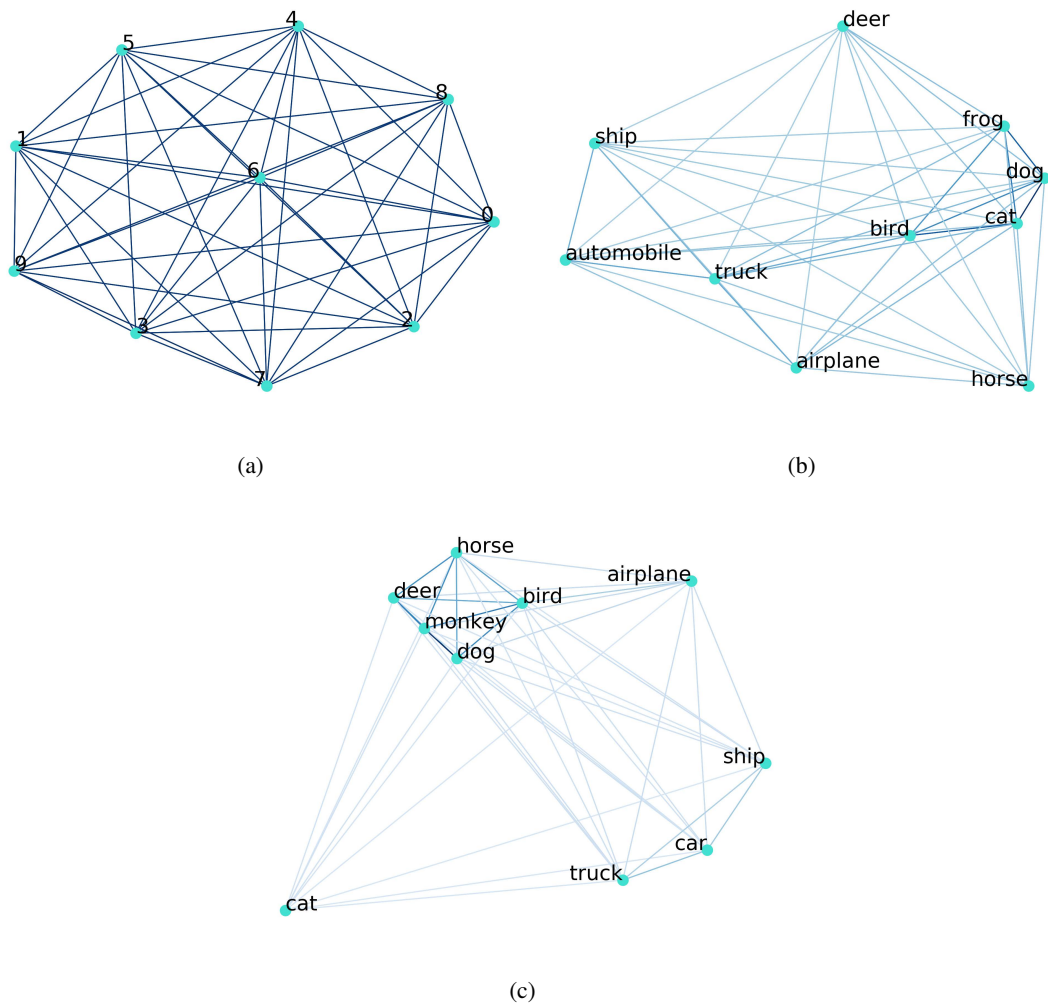 4
5
8
1
6
0
9
3
2
7
(a)
deer
frog
ship
dog
cat
bird
automobile
truck
airplane
horse
(b)
horse
airplane
deer
bird
monkey
dog
ship
car
truck
cat
(c)